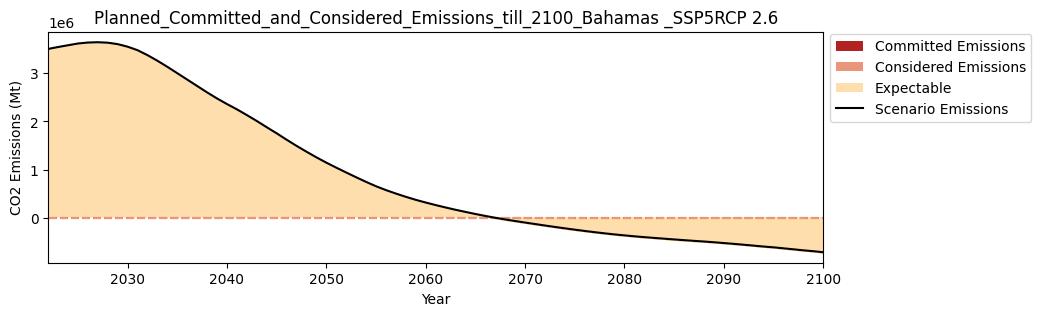 Planned_Committed_and_Considered_Emissions_till_2100_Bahamas _SSP5RCP 2.6
1e6
3
2
1
0
CO2 Emissions (Mt)
2030 2040 2050 2060 2070 2080 2090 2100
Year
Committed Emissions
Considered Emissions
Expectable
Scenario Emissions